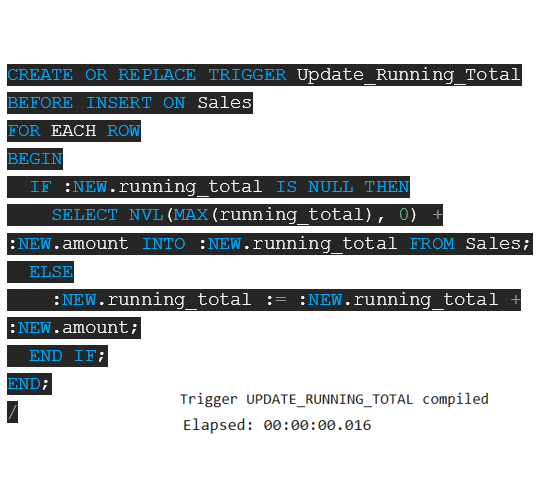 CREATE OR REPLACE TRIGGER Update_Running_Total
BEFORE INSERT ON Sales
FOR EACH ROW
BEGIN
  IF :NEW.running_total IS NULL THEN
    SELECT NVL(MAX(running_total), 0) +
:NEW.amount INTO :NEW.running_total FROM Sales;
  ELSE
    :NEW.running_total := :NEW.running_total +
:NEW.amount;
  END IF;
END;
/
Trigger UPDATE_RUNNING_TOTAL compiled
Elapsed: 00:00:00.016